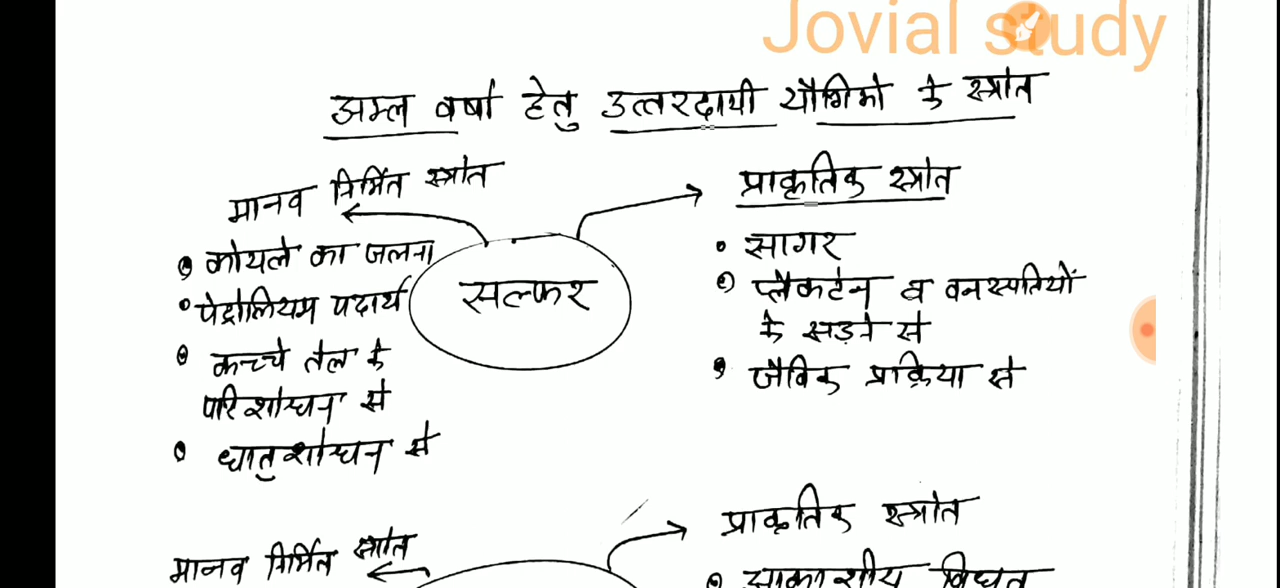 Jovial study
अम्ल वर्षा हेतु उत्तरदायी यौगिको के स्त्रोत
मानव निर्मित स्त्रोत
प्राकृतिक स्त्रोत
• कोयले का जलना
• पेट्रोलियम पदार्थ
• कच्चे तेल के
परिशोधन से
• धातुशोधन से
सल्फर
• सागर
• प्लैकटन व वनस्पतियों
के सड़ने से
• जैविक प्रक्रिया से
प्राकृतिक स्त्रोत
मानव निर्मित स्त्रोत
• आकाशीय विधुत